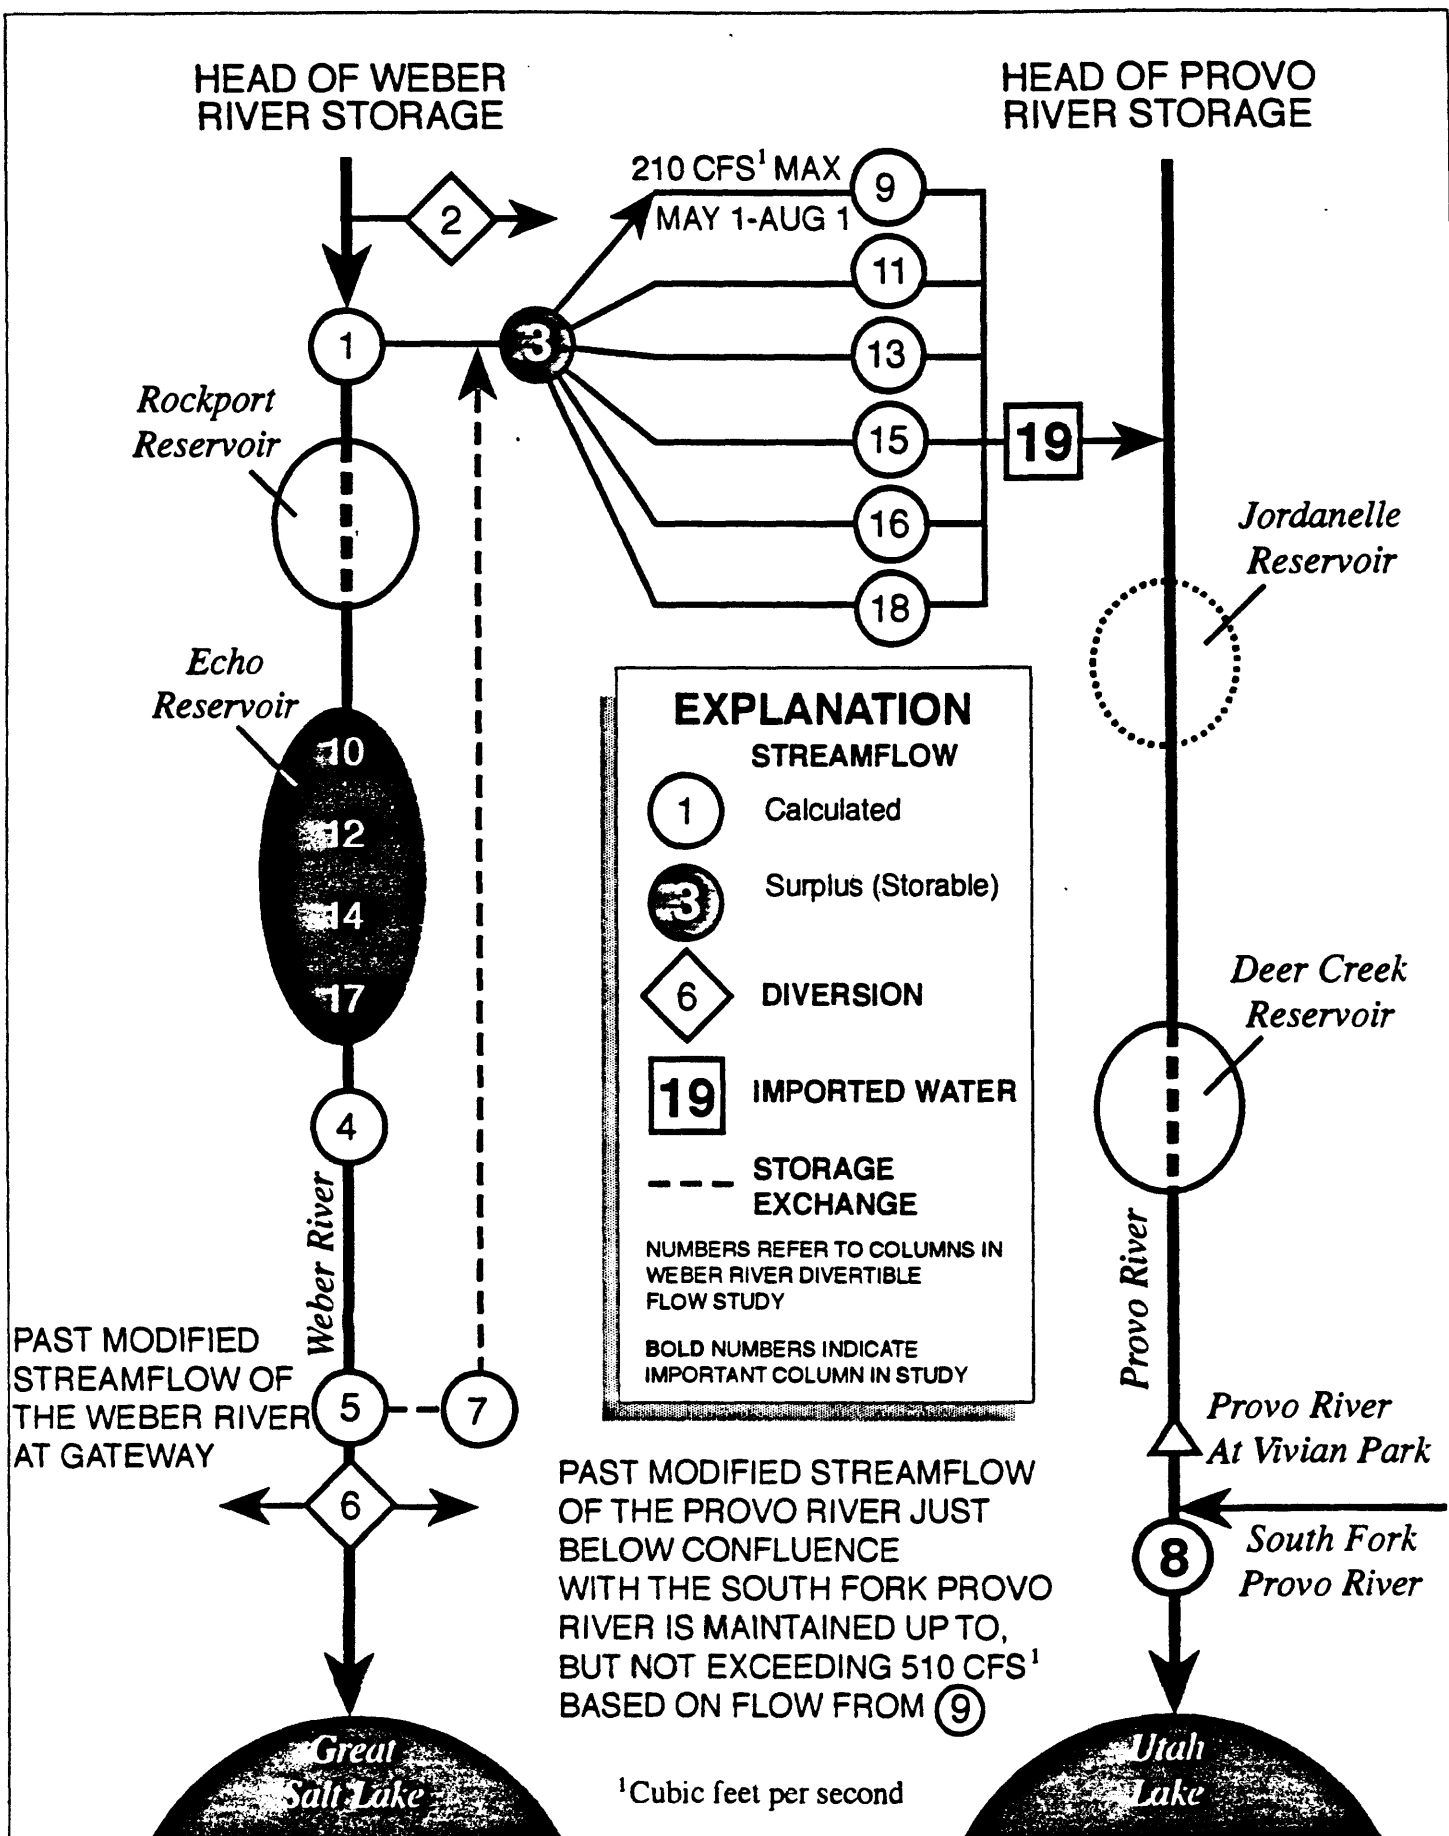 HEAD OF WEBER
RIVER STORAGE
HEAD OF PROVO
RIVER STORAGE
2
210 CFS¹ MAX
MAY 1-AUG 1
9
11
1
3
13
15
19
16
18
Rockport
Reservoir
Jordanelle
Reservoir
Echo
Reservoir
10
12
14
17
EXPLANATION
STREAMFLOW
1
Calculated
3
Surplus (Storable)
6
DIVERSION
19
IMPORTED WATER
STORAGE
EXCHANGE
NUMBERS REFER TO COLUMNS IN
WEBER RIVER DIVERTIBLE
FLOW STUDY
BOLD NUMBERS INDICATE
IMPORTANT COLUMN IN STUDY
Deer Creek
Reservoir
4
Weber River
Provo River
PAST MODIFIED
STREAMFLOW OF
THE WEBER RIVER
AT GATEWAY
5
7
6
Provo River
At Vivian Park
South Fork
Provo River
8
PAST MODIFIED STREAMFLOW
OF THE PROVO RIVER JUST
BELOW CONFLUENCE
WITH THE SOUTH FORK PROVO
RIVER IS MAINTAINED UP TO,
BUT NOT EXCEEDING 510 CFS¹
BASED ON FLOW FROM 9
Great
Salt Lake
¹Cubic feet per second
Utah
Lake